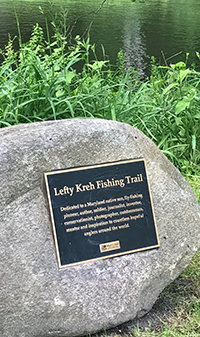 Lefty Kreh Fishing Trail
Dedicated to a Maryland native son, fly-fishing
pioneer, author, soldier, journalist, inventor,
conservationist, photographer, outdoorsman,
mentor and inspiration to countless hopeful
anglers around the world.